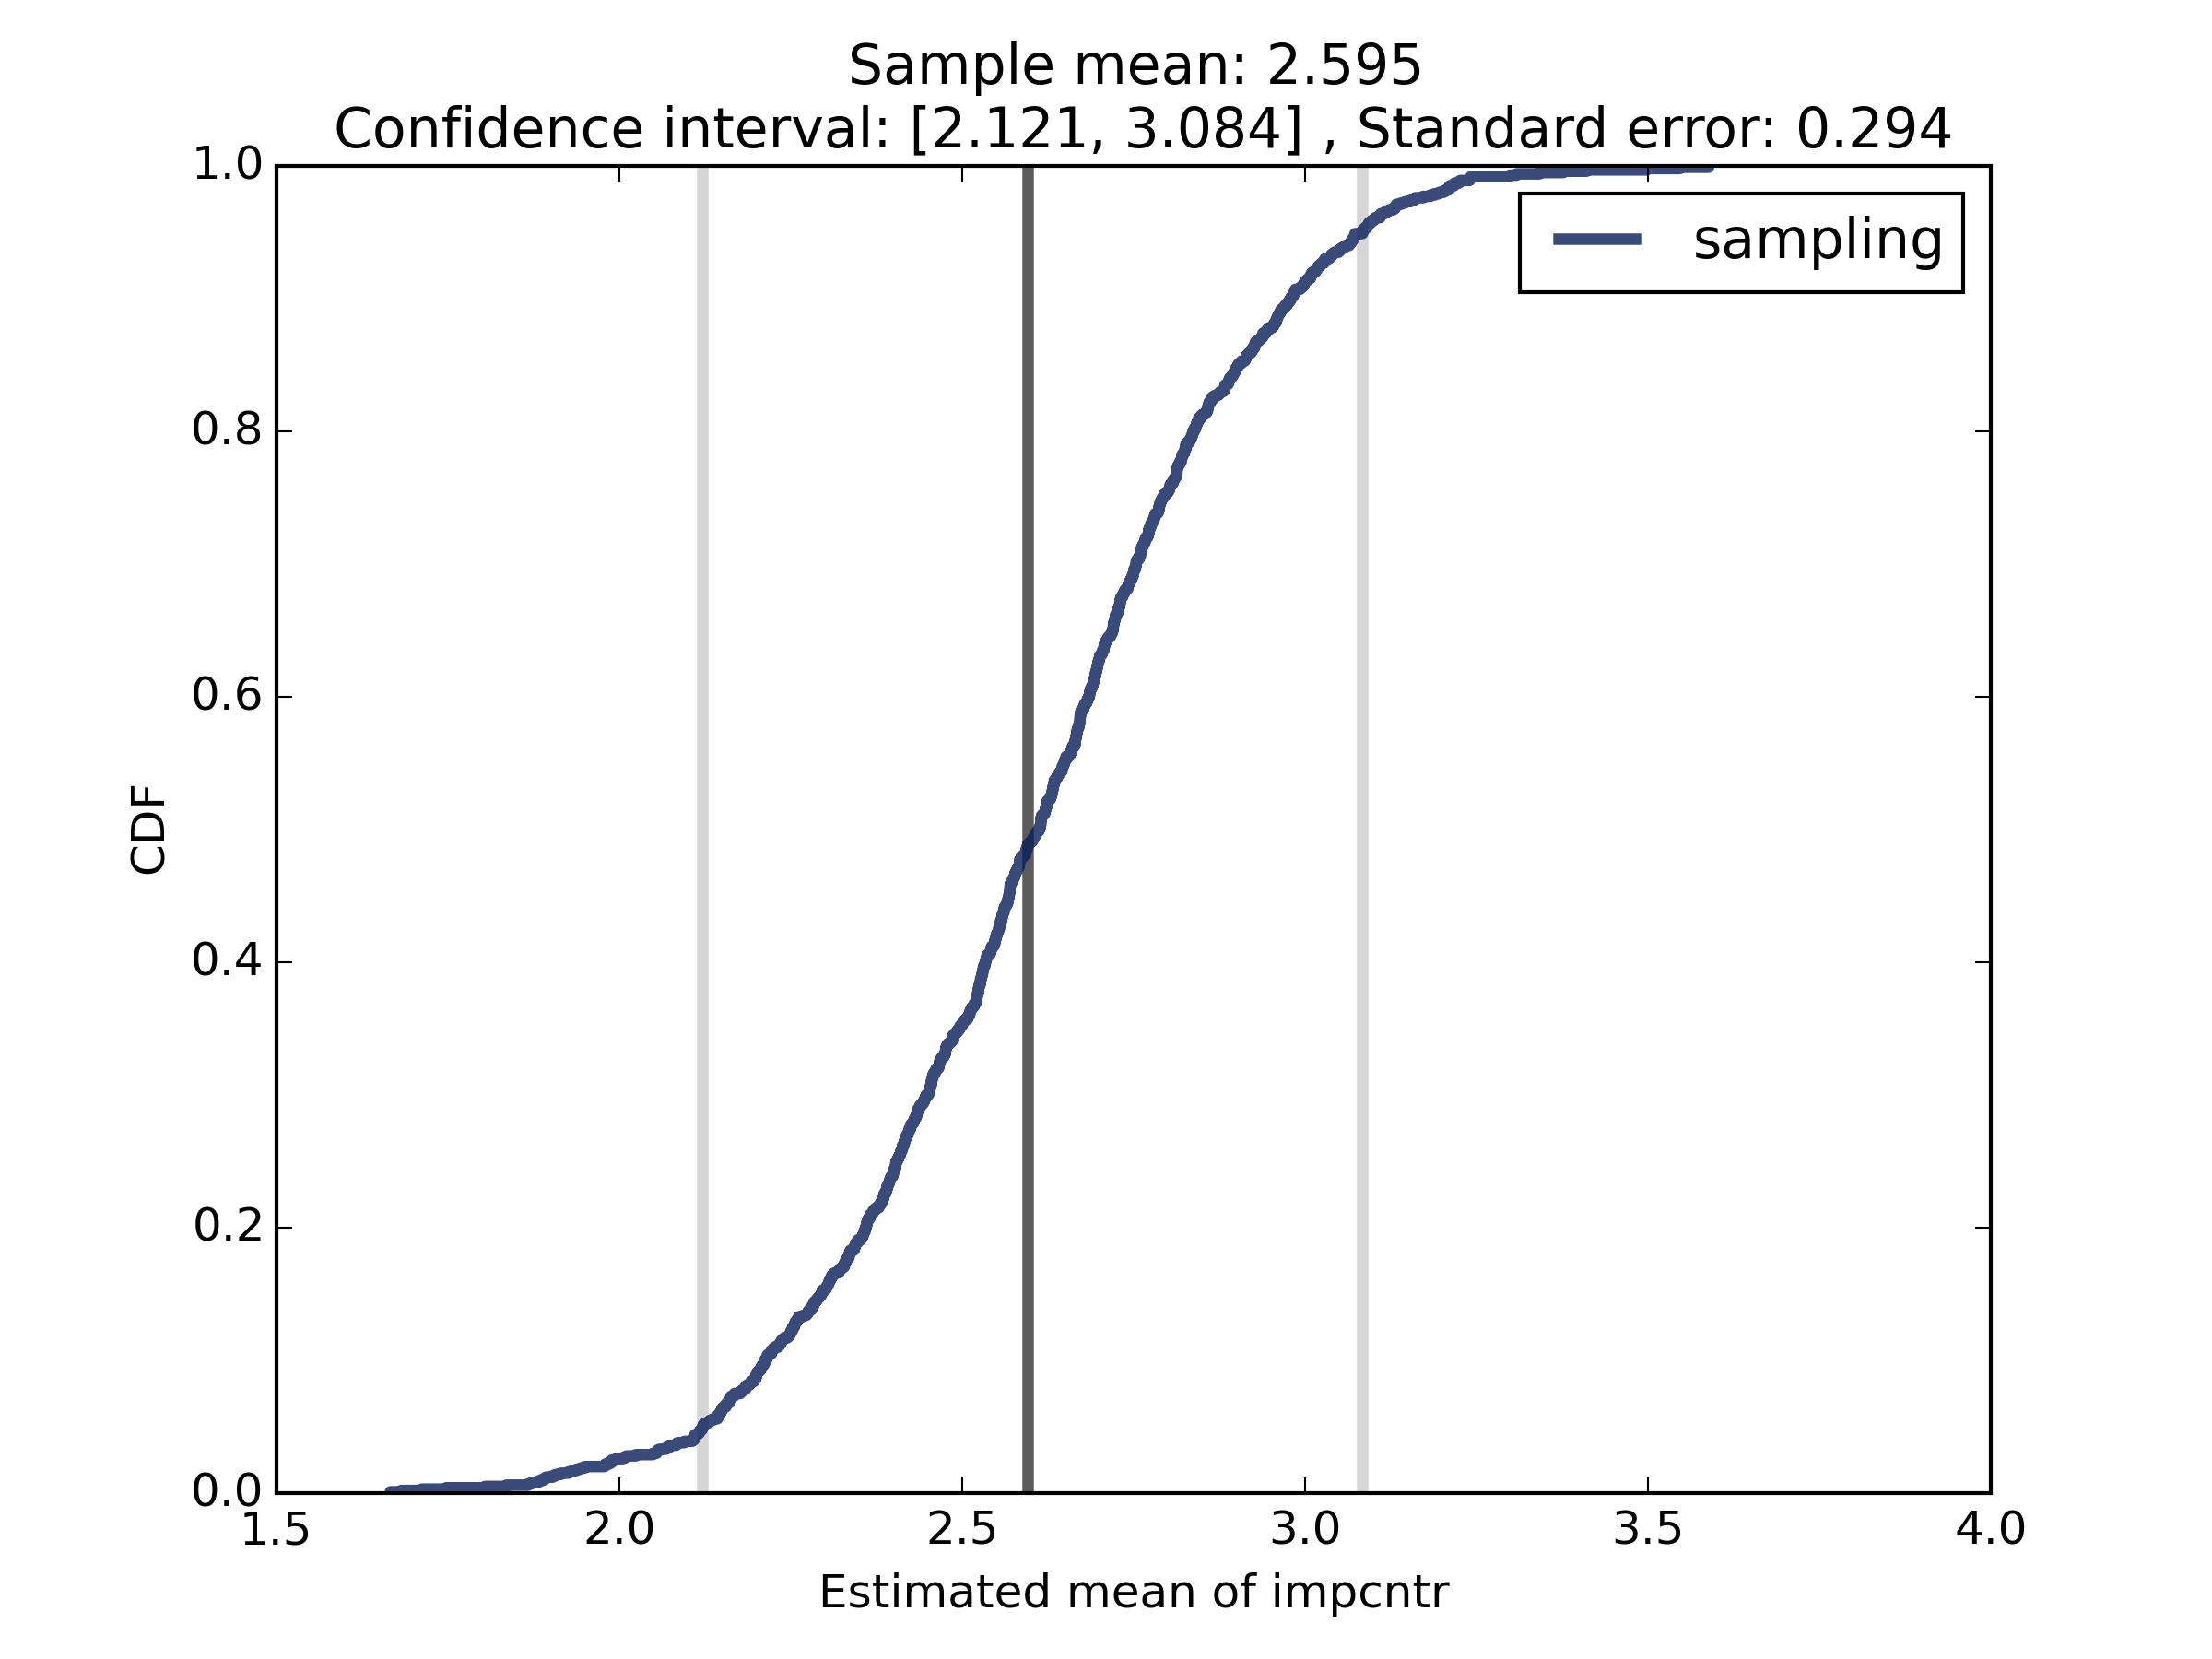 Sample mean: 2.595
Confidence interval: [2.121, 3.084] , Standard error: 0.294
1.0
sampling
0.8
0.6
CDF
0.4
0.2
0.0
1.5 2.0 2.5 3.0 3.5 4.0
Estimated mean of impcntr